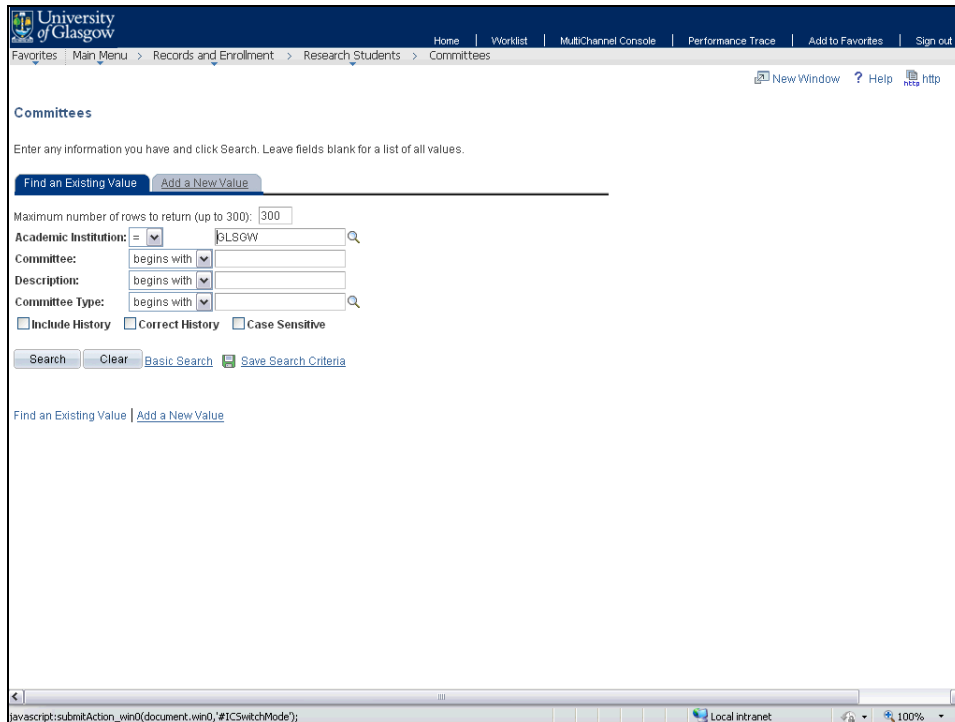 University
of Glasgow
Home | Worklist | MultiChannel Console | Performance Trace | Add to Favorites | Sign out
Favorites Main Menu > Records and Enrollment > Research Students > Committees
New Window ? Help http
Committees
Enter any information you have and click Search. Leave fields blank for a list of all values.
Find an Existing Value Add a New Value
Maximum number of rows to return (up to 300): 300
Academic Institution: = GLSGW
Committee: begins with
Description: begins with
Committee Type: begins with
Include History Correct History Case Sensitive
Search Clear Basic Search Save Search Criteria
Find an Existing Value | Add a New Value
javascript:submitAction_win0(document.win0,'#ICSwitchMode'); Local intranet 100%